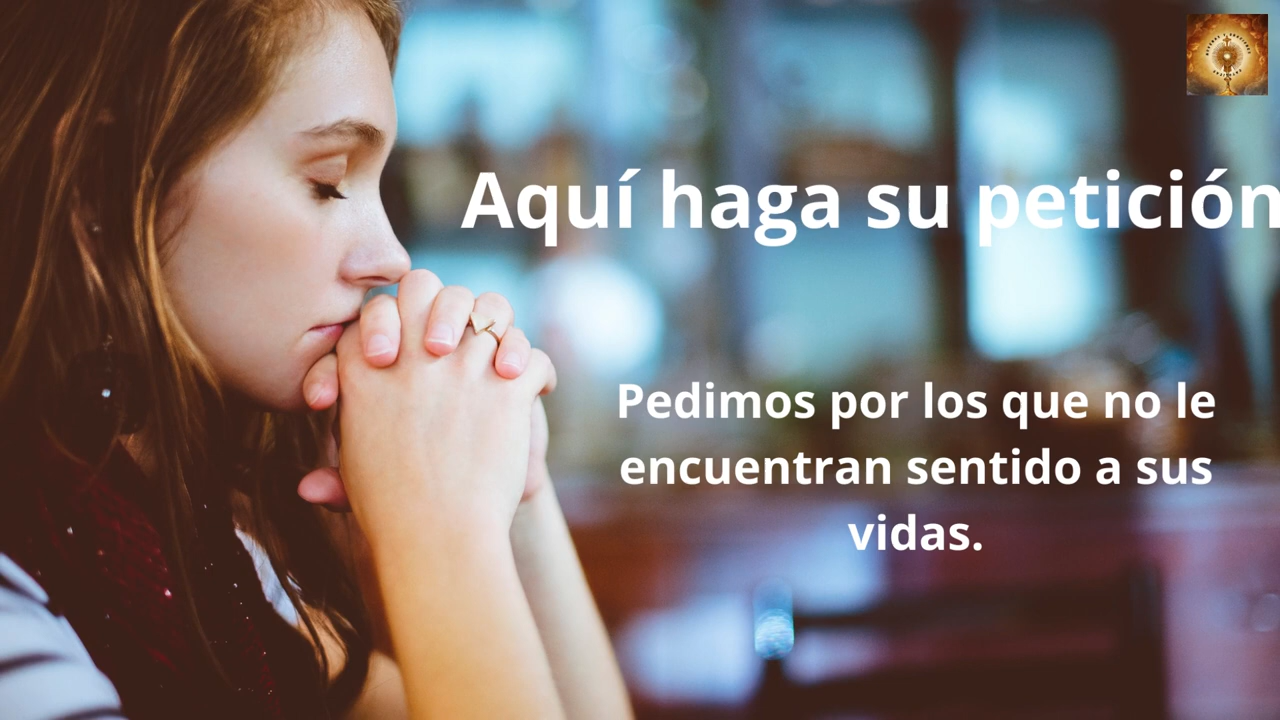 Aquí haga su petición
Pedimos por los que no le
encuentran sentido a sus
vidas.